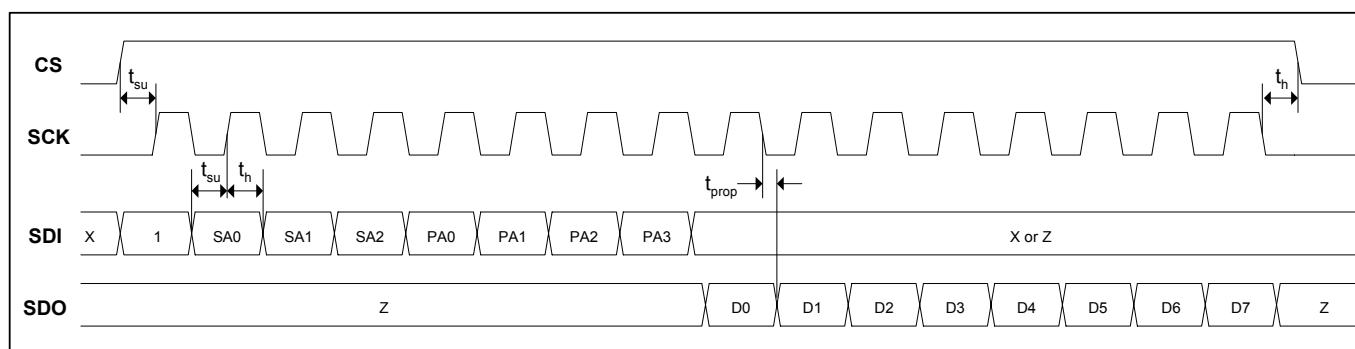 CS
t_su
t_h
SCK
t_su
t_h
t_prop
SDI X 1 SA0 SA1 SA2 PA0 PA1 PA2 PA3 X or Z
SDO Z D0 D1 D2 D3 D4 D5 D6 D7 Z